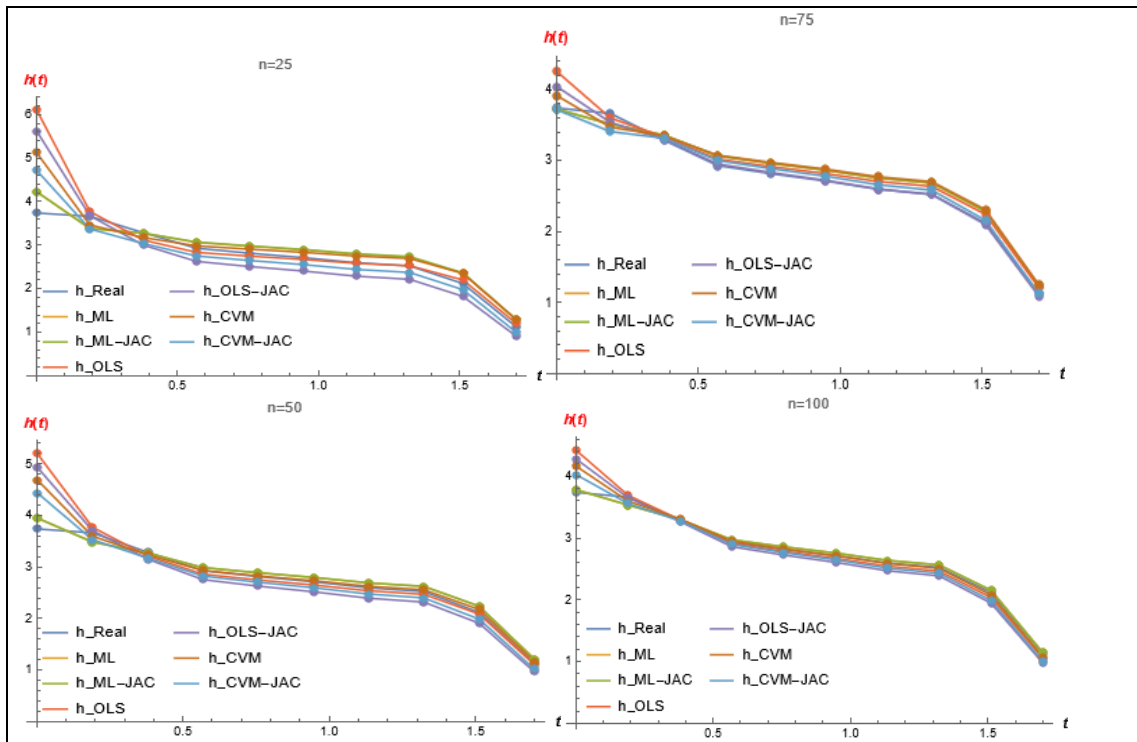 n=25
h(t)
6
5
4
3
2
1
0.5
1.0
1.5
t
h_Real
h_OLS-JAC
h_ML
h_CVM
h_ML-JAC
h_CVM-JAC
h_OLS
n=75
h(t)
4
3
2
1
0.5
1.0
1.5
t
h_Real
h_OLS-JAC
h_ML
h_CVM
h_ML-JAC
h_CVM-JAC
h_OLS
n=50
h(t)
5
4
3
2
1
0.5
1.0
1.5
t
h_Real
h_OLS-JAC
h_ML
h_CVM
h_ML-JAC
h_CVM-JAC
h_OLS
n=100
h(t)
4
3
2
1
0.5
1.0
1.5
t
h_Real
h_OLS-JAC
h_ML
h_CVM
h_ML-JAC
h_CVM-JAC
h_OLS